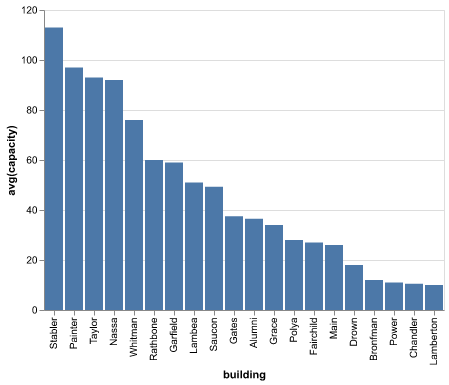 120
100
80
60
40
20
0
avg(capacity)
Stabler
Painter
Taylor
Nassa
Whitman
Rathbone
Garfield
Lambea
Saucon
Gates
Alumni
Grace
Polya
Fairchild
Main
Drown
Bronfman
Power
Chandler
Lamberton
building